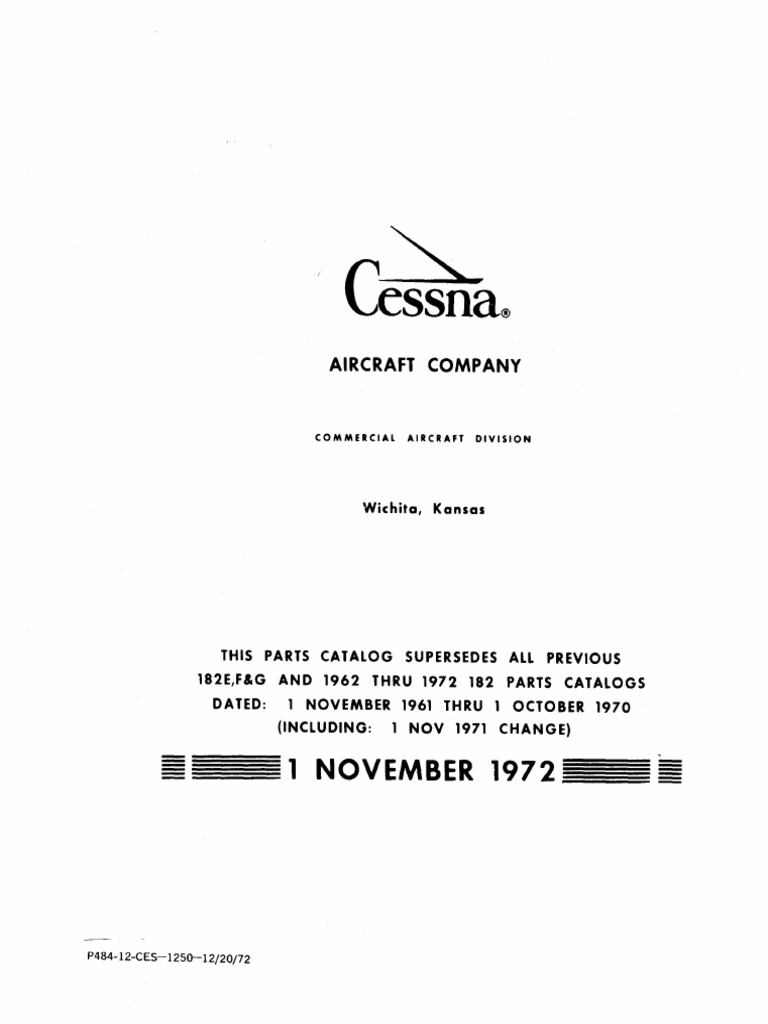 Cessna®
AIRCRAFT COMPANY
COMMERCIAL AIRCRAFT DIVISION
Wichita, Kansas
THIS PARTS CATALOG SUPERSEDES ALL PREVIOUS
182E,F&G AND 1962 THRU 1972 182 PARTS CATALOGS
DATED: 1 NOVEMBER 1961 THRU 1 OCTOBER 1970
(INCLUDING: 1 NOV 1971 CHANGE)
1 NOVEMBER 1972
P484-12-CES—1250—12/20/72